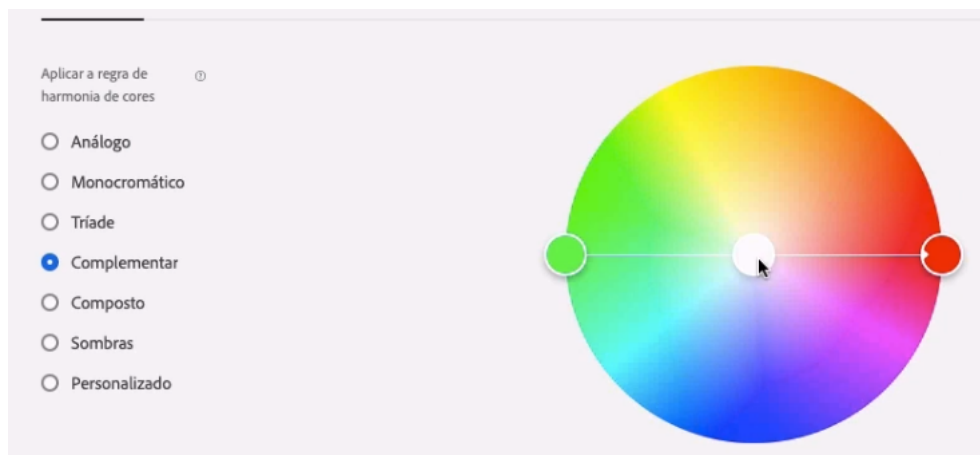 Aplicar a regra de
harmonia de cores
Análogo
Monocromático
Tríade
Complementar
Composto
Sombras
Personalizado